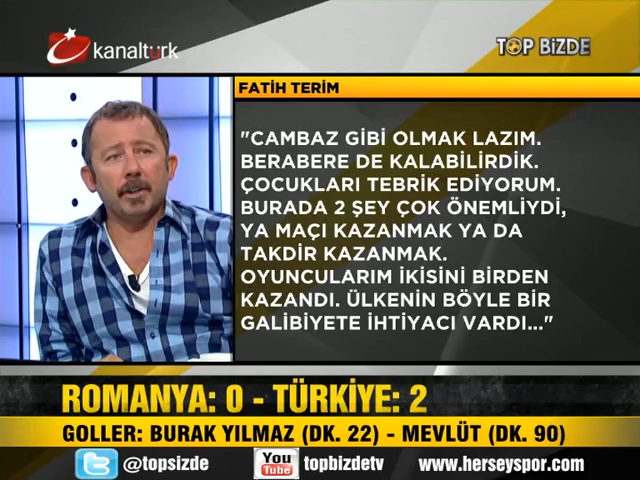 kanaltürk
TOP BİZDE
FATİH TERİM
"CAMBAZ GİBİ OLMAK LAZIM.
BERABERE DE KALABİLİRDİK.
ÇOCUKLARI TEBRİK EDİYORUM.
BURADA 2 ŞEY ÇOK ÖNEMLİYDİ,
YA MAÇI KAZANMAK YA DA
TAKDİR KAZANMAK.
OYUNCULARIM İKİSİNİ BİRDEN
KAZANDI. ÜLKENİN BÖYLE BİR
GALİBİYETE İHTİYACI VARDI..."
ROMANYA: 0 - TÜRKİYE: 2
GOLLER: BURAK YILMAZ (DK. 22) - MEVLÜT (DK. 90)
@topsizde You Tube topbizdetv www.herseyspor.com